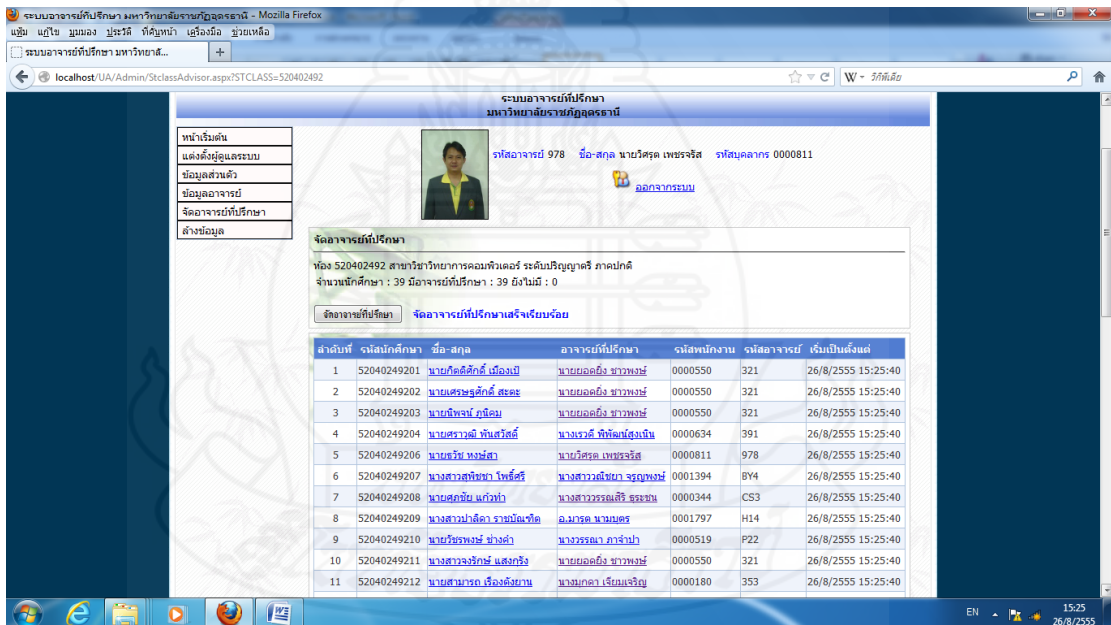 ระบบอาจารย์ที่ปรึกษา มหาวิทยาลัยราชภัฏอุดรธานี - Mozilla Firefox
แฟ้ม แก้ไข มุมมอง ประวัติ ที่คั่นหน้า เครื่องมือ ช่วยเหลือ
ระบบอาจารย์ที่ปรึกษา มหาวิทยาลั... +
localhost/UA/Admin/StclassAdvisor.aspx?STCLASS=520402492 W - วิกิพีเดีย
ระบบอาจารย์ที่ปรึกษา
มหาวิทยาลัยราชภัฏอุดรธานี
หน้าเริ่มต้น
แต่งตั้งผู้ดูแลระบบ
ข้อมูลส่วนตัว
ข้อมูลอาจารย์
จัดอาจารย์ที่ปรึกษา
ล้างข้อมูล
รหัสอาจารย์ 978 ชื่อ-สกุล นายวิศรุต เพชรจรัส รหัสบุคลากร 0000811
ออกจากระบบ
จัดอาจารย์ที่ปรึกษา
ห้อง 520402492 สาขาวิชาวิทยาการคอมพิวเตอร์ ระดับปริญญาตรี ภาคปกติ
จำนวนนักศึกษา : 39 มีอาจารย์ที่ปรึกษา : 39 ยังไม่มี : 0
จัดอาจารย์ที่ปรึกษา จัดอาจารย์ที่ปรึกษาเสร็จเรียบร้อย
ลำดับที่ รหัสนักศึกษา ชื่อ-สกุล อาจารย์ที่ปรึกษา รหัสพนักงาน รหัสอาจารย์ เริ่มเป็นตั้งแต่
1 52040249201 นายกิตติศักดิ์ เมืองเปี 0000550 321 26/8/2555 15:25:40 นายยอดยิ่ง ชาวพงษ์
2 52040249202 นายเศรษฐศักดิ์ สะตะ นายยอดยิ่ง ชาวพงษ์ 0000550 321 26/8/2555 15:25:40
3 52040249203 นายนิพจน์ ภูนิคม นายยอดยิ่ง ชาวพงษ์ 0000550 321 26/8/2555 15:25:40
4 52040249204 นายศราวุฒิ พันสวัสดิ์ นางเรวดี พิพัฒน์สูงเนิน 0000634 391 26/8/2555 15:25:40
5 52040249206 นายธวัช หงษ์สา นายวิศรุต เพชรจรัส 0000811 978 26/8/2555 15:25:40
6 52040249207 นางสาวสุพิชชา โพธิ์ศรี นางสาววณิชยา จรูญพงษ์ 0001394 BY4 26/8/2555 15:25:40
7 52040249208 นายศุภชัย แก้วทำ นางสาววรรณสิริ ธุระชน 0000344 CS3 26/8/2555 15:25:40
8 52040249209 นางสาวปาลิดา ราชบัณฑิต อ.มารุต นามบุตร 0001797 H14 26/8/2555 15:25:40
9 52040249210 นายวัชรพงษ์ ช่างคำ นางวรรณา ภาจำปา 0000519 P22 26/8/2555 15:25:40
10 52040249211 นางสาวจงรักษ์ แสงกรัง นายยอดยิ่ง ชาวพงษ์ 0000550 321 26/8/2555 15:25:40
11 52040249212 นายสามารถ เรืองตังยาน นางมุกดา เจียมเจริญ 0000180 353 26/8/2555 15:25:40
EN 15:25
26/8/2555